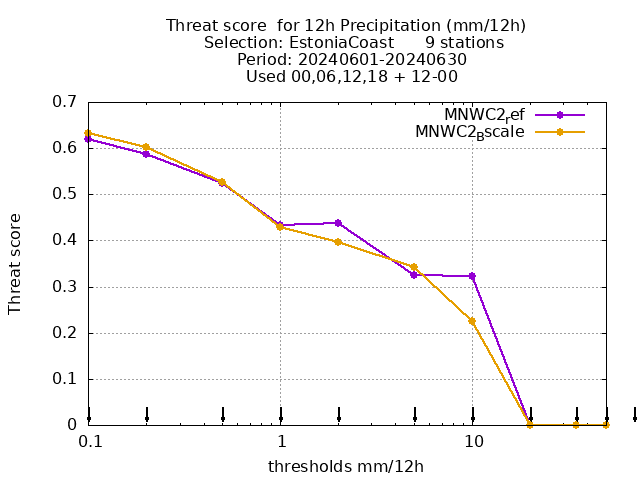 Threat score  for 12h Precipitation (mm/12h)
Selection: EstoniaCoast      9 stations
Period: 20240601-20240630
Used 00,06,12,18 + 12-00
MNWC2_ref
MNWC2_Bscale
0.7
0.6
0.5
0.4
0.3
0.2
0.1
0
Threat score
0.1 1 10
thresholds mm/12h